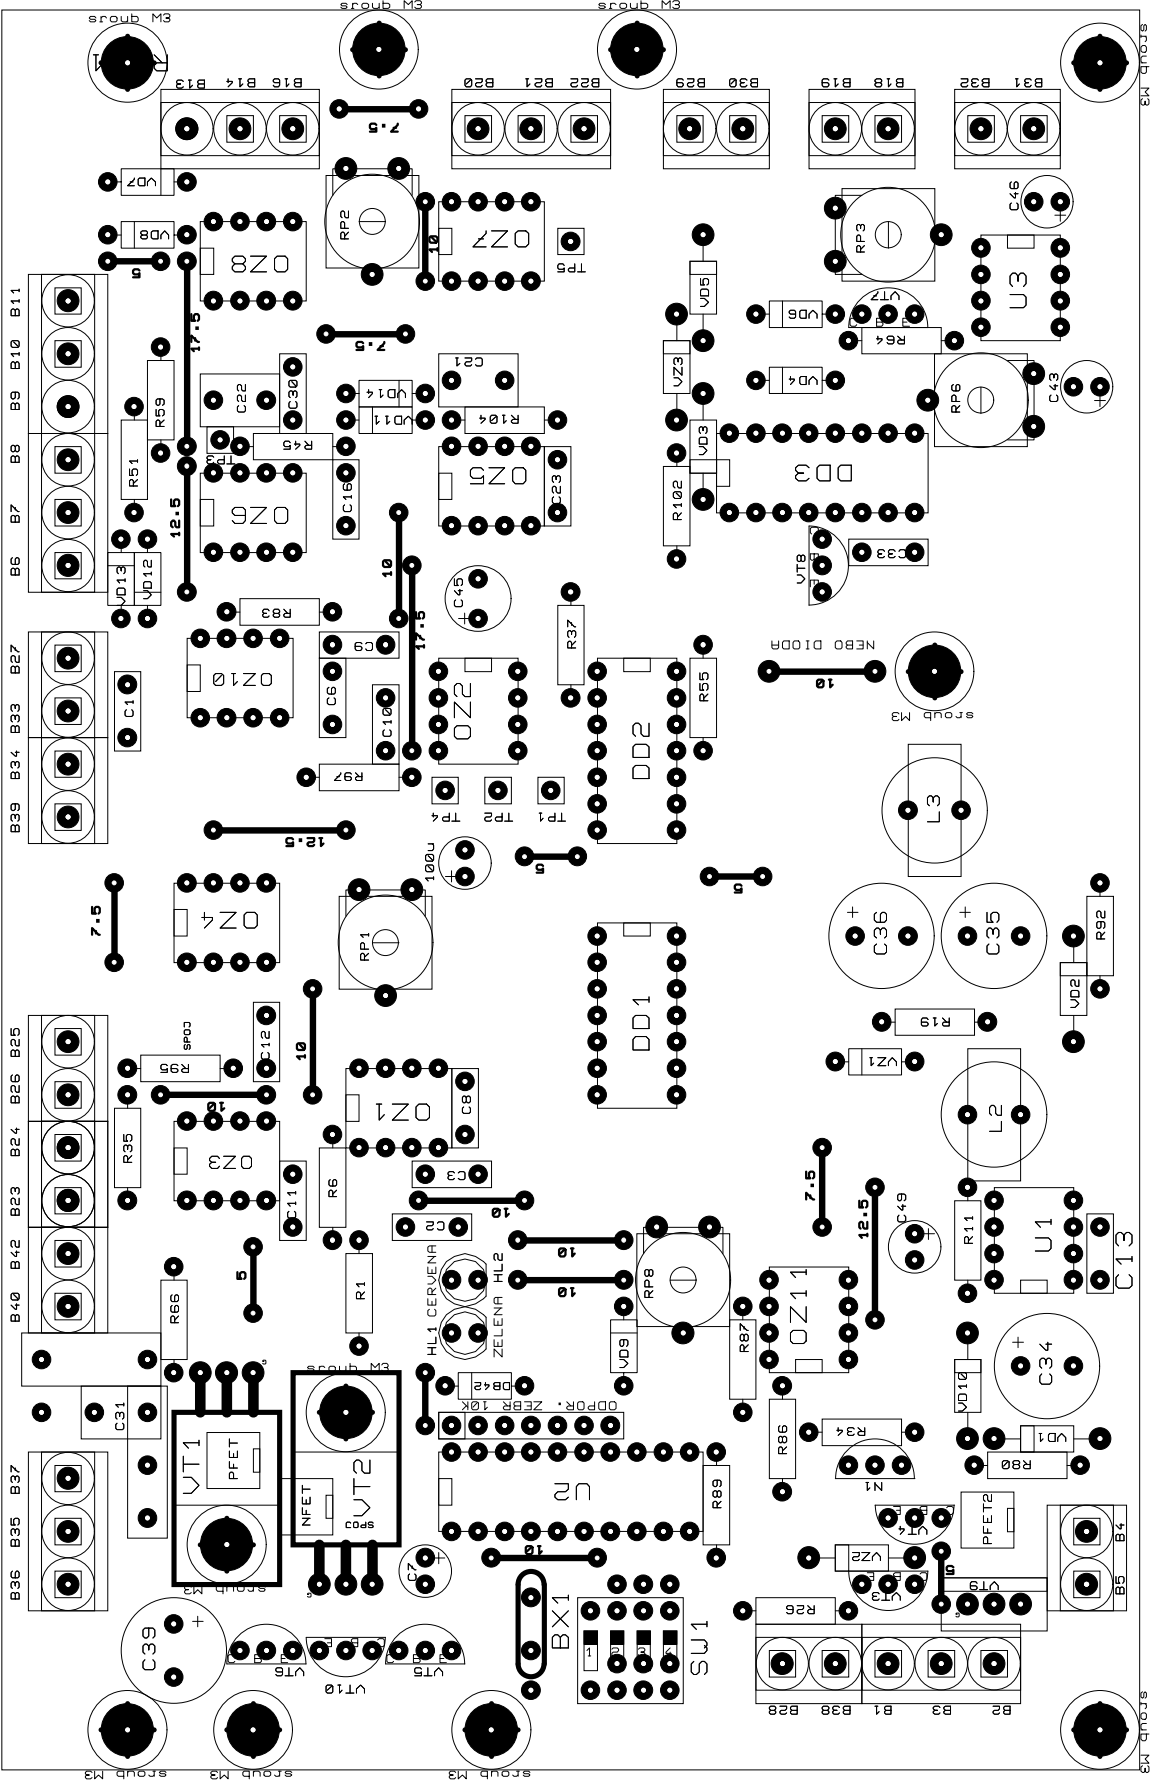 sroub M3
sroub M3
sroub M3
sroub M3
B13
B14
B16
B20
B21
B22
B29
B30
B19
B18
B32
B31
7.5
VD7
VD8
5
OZ8
RP2
10
OZ7
TP5
VD5
RP3
C46
U3
VT7
VD6
R64
VZ3
VD4
RP6
C43
B11
B10
B9
B8
B7
B6
17.5
7.5
R59
R51
C22
C30
VD14
VD11
C21
R104
TP3
R45
OZ6
C16
OZ5
C23
VD3
R102
DD3
12.5
VD13
VD12
10
C45
17.5
VT8
C33
R83
C9
R37
NEBO DIODA
10
B27
B33
B34
B39
C1
OZ10
C6
C10
OZ2
DD2
R55
sroub M3
R97
TP4
TP2
TP1
L3
12.5
100u
5
5
7.5
OZ4
RP1
C36
C35
R92
VD2
DD1
B25
B26
B24
B23
B42
B40
SPOJ
R95
C12
10
R19
VZ1
10
OZ1
C8
L2
R35
OZ3
R6
C3
C11
C2
10
7.5
12.5
C49
R11
U1
C13
5
R66
R1
HL1 CERVENA
ZELENA HL2
10
10
RP8
VD9
R87
OZ11
C34
C31
sroub M3
DB42
ODPOR. ZEBR 10K
R86
R34
VD10
VD1
R80
B37
B35
B36
VT1
PFET
NFET
VT2
SPOJ
U2
R89
N1
VT4
PFET2
10
VZ2
VT3
5
VT9
B4
B5
sroub M3
C7
BX1
SW1
1
2
3
4
R26
C39
VT6
VT10
VT5
B28
B38
B1
B3
B2
sroub M3
sroub M3
sroub M3
sroub M3